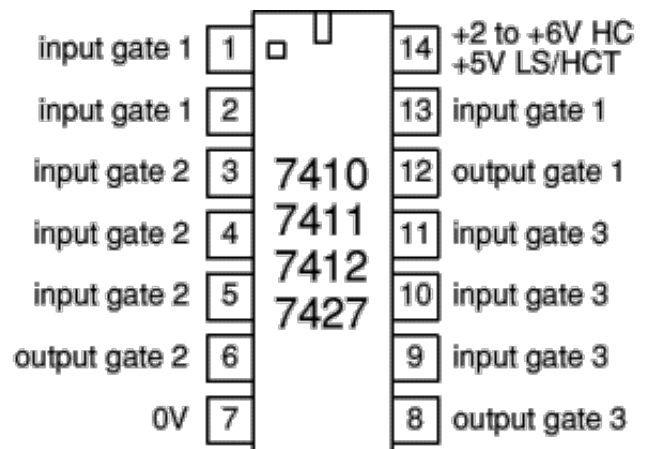 input gate 1 1 14 +2 to +6V HC
+5V LS/HCT
input gate 1 2 13 input gate 1
input gate 2 3 7410 12 output gate 1
7411
input gate 2 4 11 input gate 3
7412
input gate 2 5 10 input gate 3
7427
output gate 2 6 9 input gate 3
0V 7 8 output gate 3